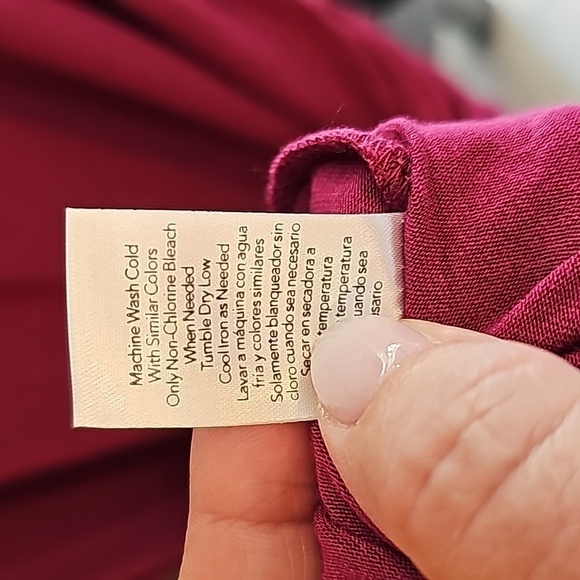 Machine Wash Cold
With Similar Colors
Only Non-Chlorine Bleach
When Needed
Tumble Dry Low
Cool Iron as Needed
Lavar a máquina con agua
fría y colores similares
Solamente blanqueador sin
cloro cuando sea necesario
Secar en secadora a
temperatura
temperatura
sea